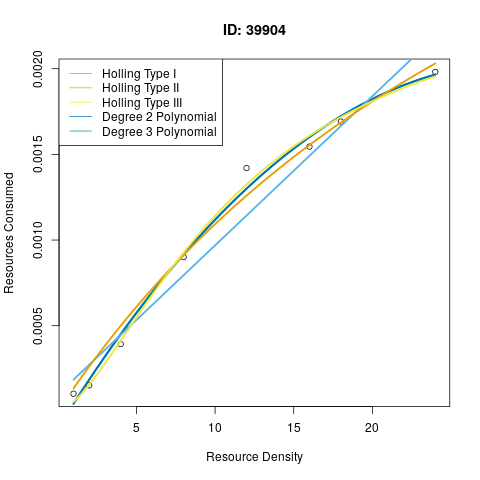 ID: 39904
Holling Type I
Holling Type II
Holling Type III
Degree 2 Polynomial
Degree 3 Polynomial
Resources Consumed
0.0020
0.0015
0.0010
0.0005
5 10 15 20
Resource Density